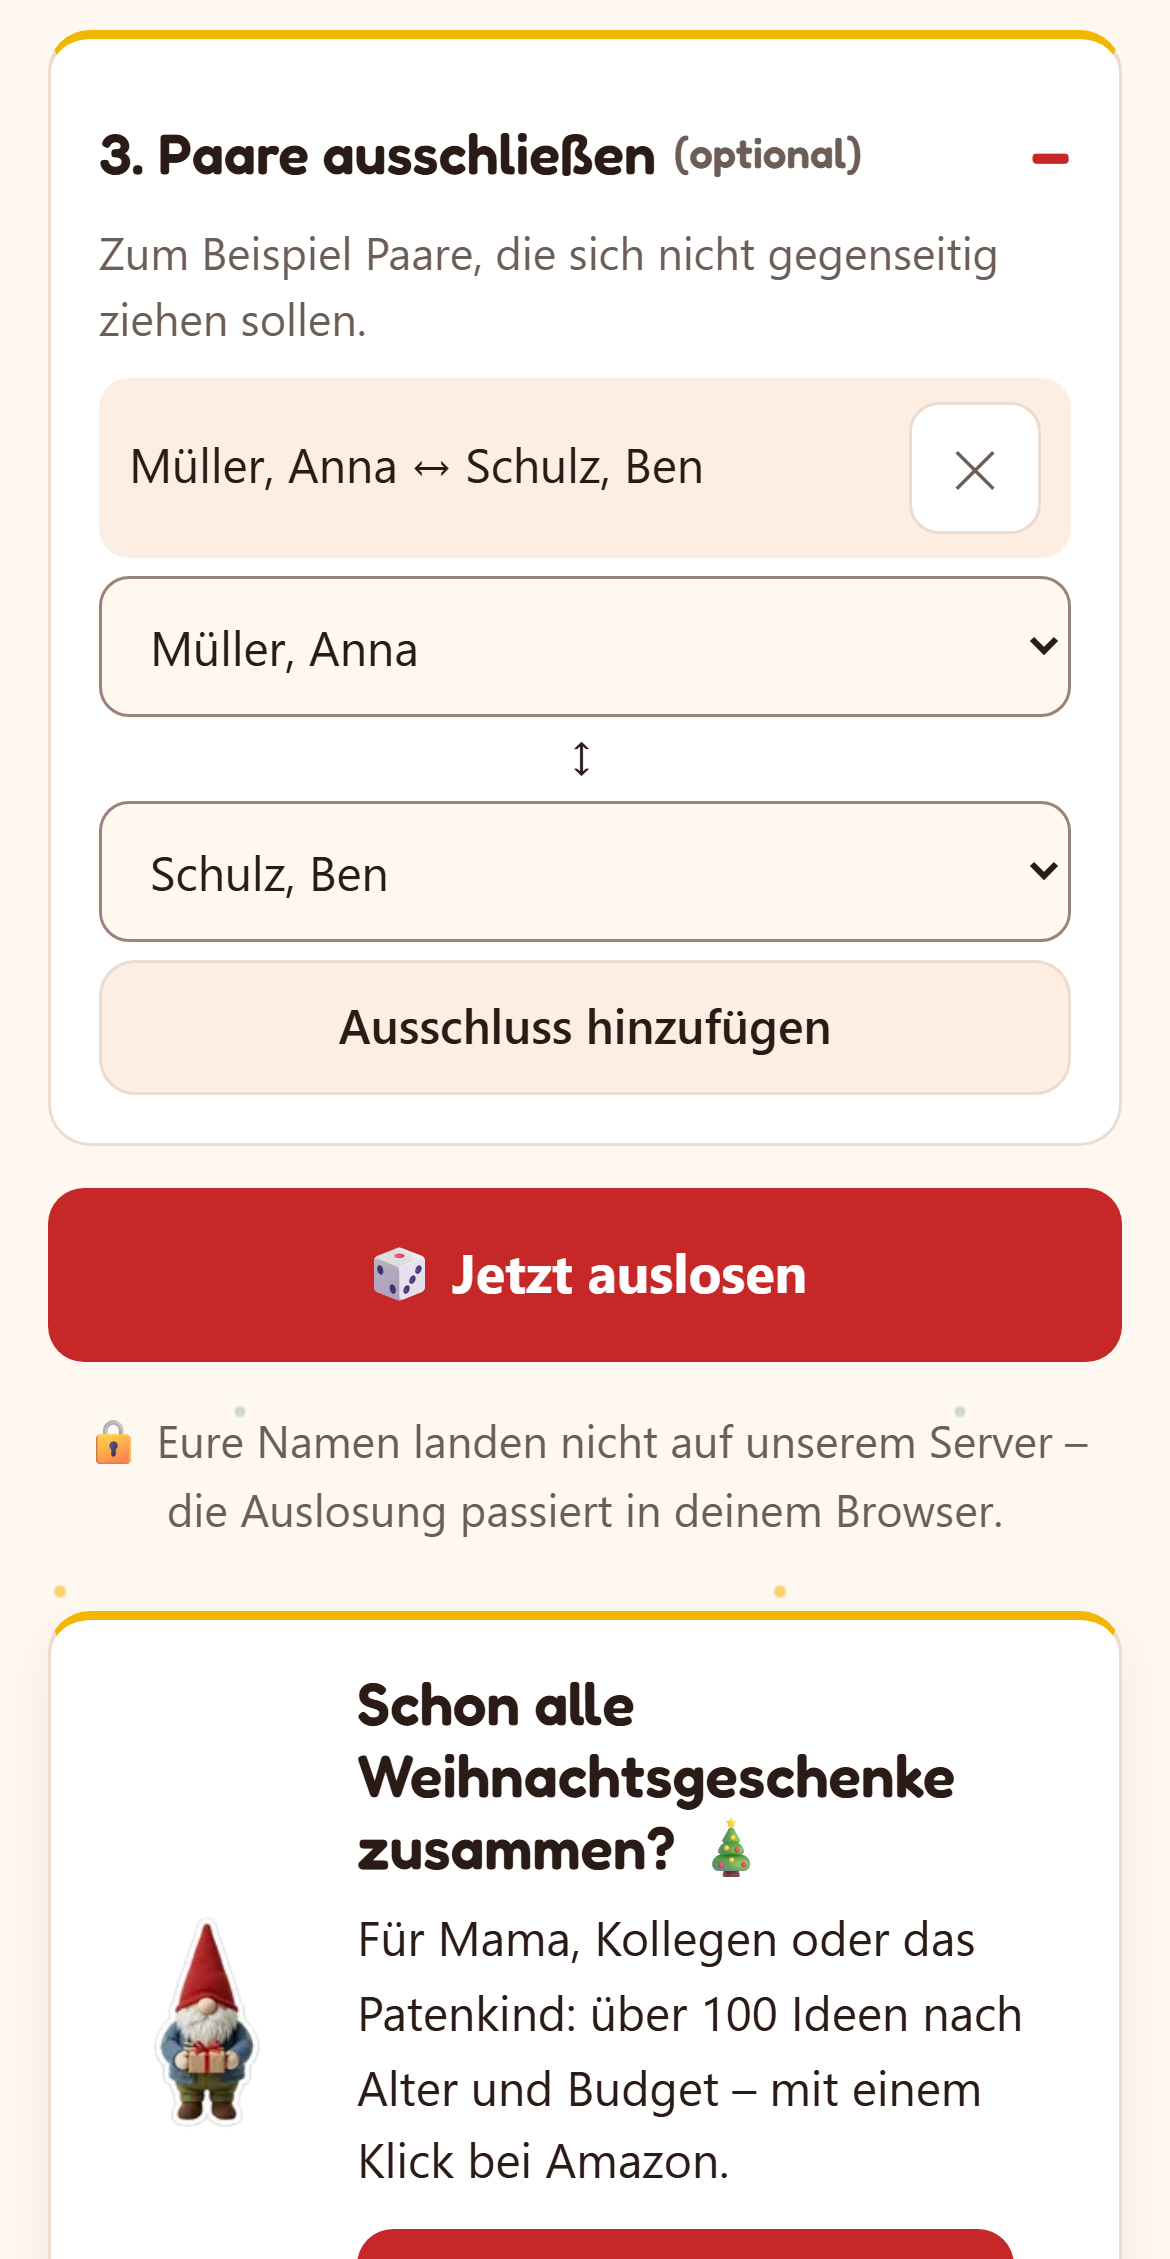 3. Paare ausschließen (optional)
Zum Beispiel Paare, die sich nicht gegenseitig
ziehen sollen.
Müller, Anna ↔ Schulz, Ben
Müller, Anna
↕
Schulz, Ben
Ausschluss hinzufügen
🎲 Jetzt auslosen
🔒 Eure Namen landen nicht auf unserem Server –
die Auslosung passiert in deinem Browser.
Schon alle
Weihnachtsgeschenke
zusammen? 🎄
Für Mama, Kollegen oder das
Patenkind: über 100 Ideen nach
Alter und Budget – mit einem
Klick bei Amazon.